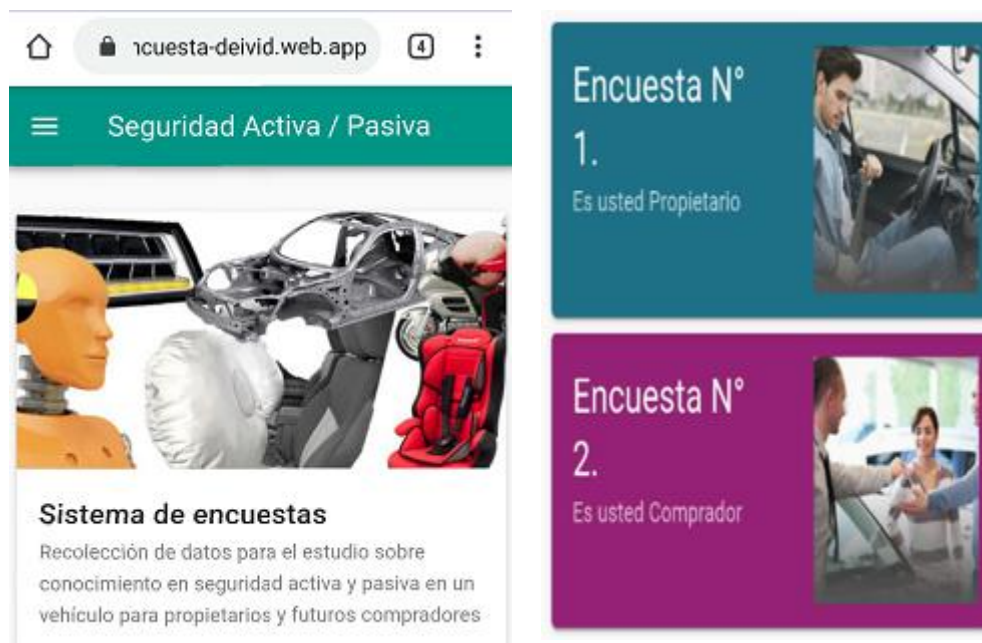 ncuesta-deivid.web.app
4
Seguridad Activa / Pasiva
Sistema de encuestas
Recolección de datos para el estudio sobre
conocimiento en seguridad activa y pasiva en un
vehículo para propietarios y futuros compradores
Encuesta N°
1.
Es usted Propietario
Encuesta N°
2.
Es usted Comprador